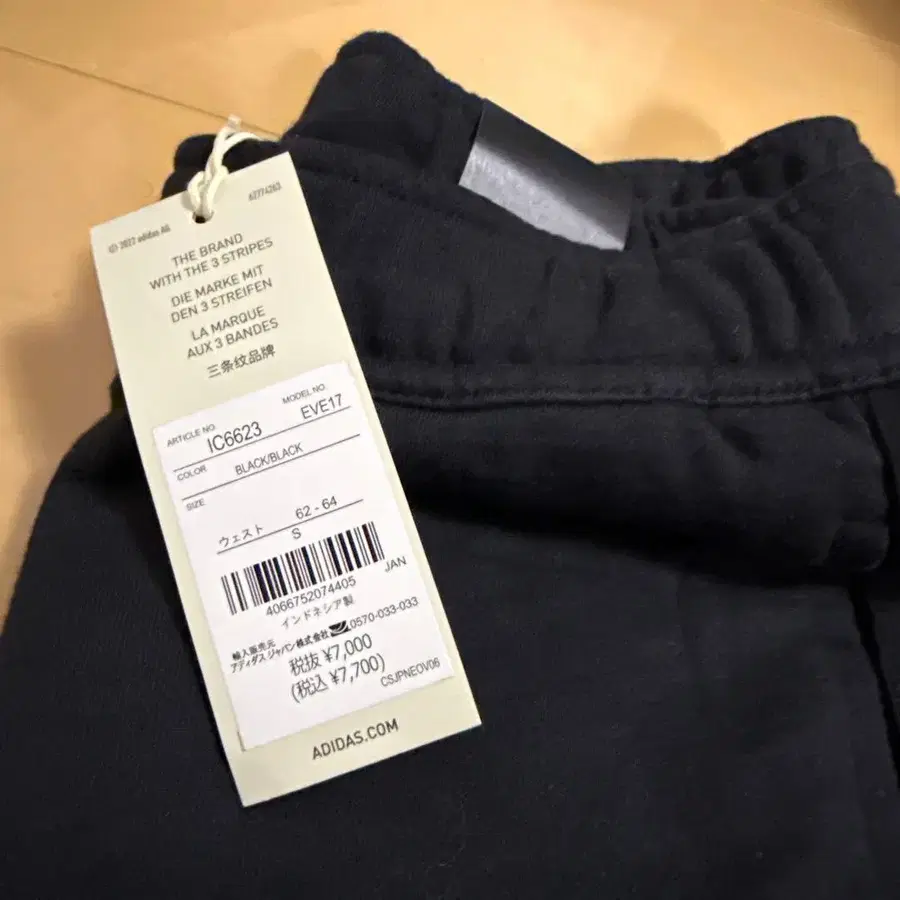 © 2022 adidas AG
THE BRAND
WITH THE 3 STRIPES
DIE MARKE MIT
DEN 3 STREIFEN
LA MARQUE
AUX 3 BANDES
三条纹品牌
ARTICLE NO. MODEL NO.
IC6623 EVE17
COLOR BLACK/BLACK
SIZE
ウェスト 62 - 64
S
JAN
4066752074405
インドネシア製
輸入販売元
アディダス ジャパン株式会社 0570-033-033
税抜 ¥7,000
(税込 ¥7,700)
CSJPNEOV06
ADIDAS.COM